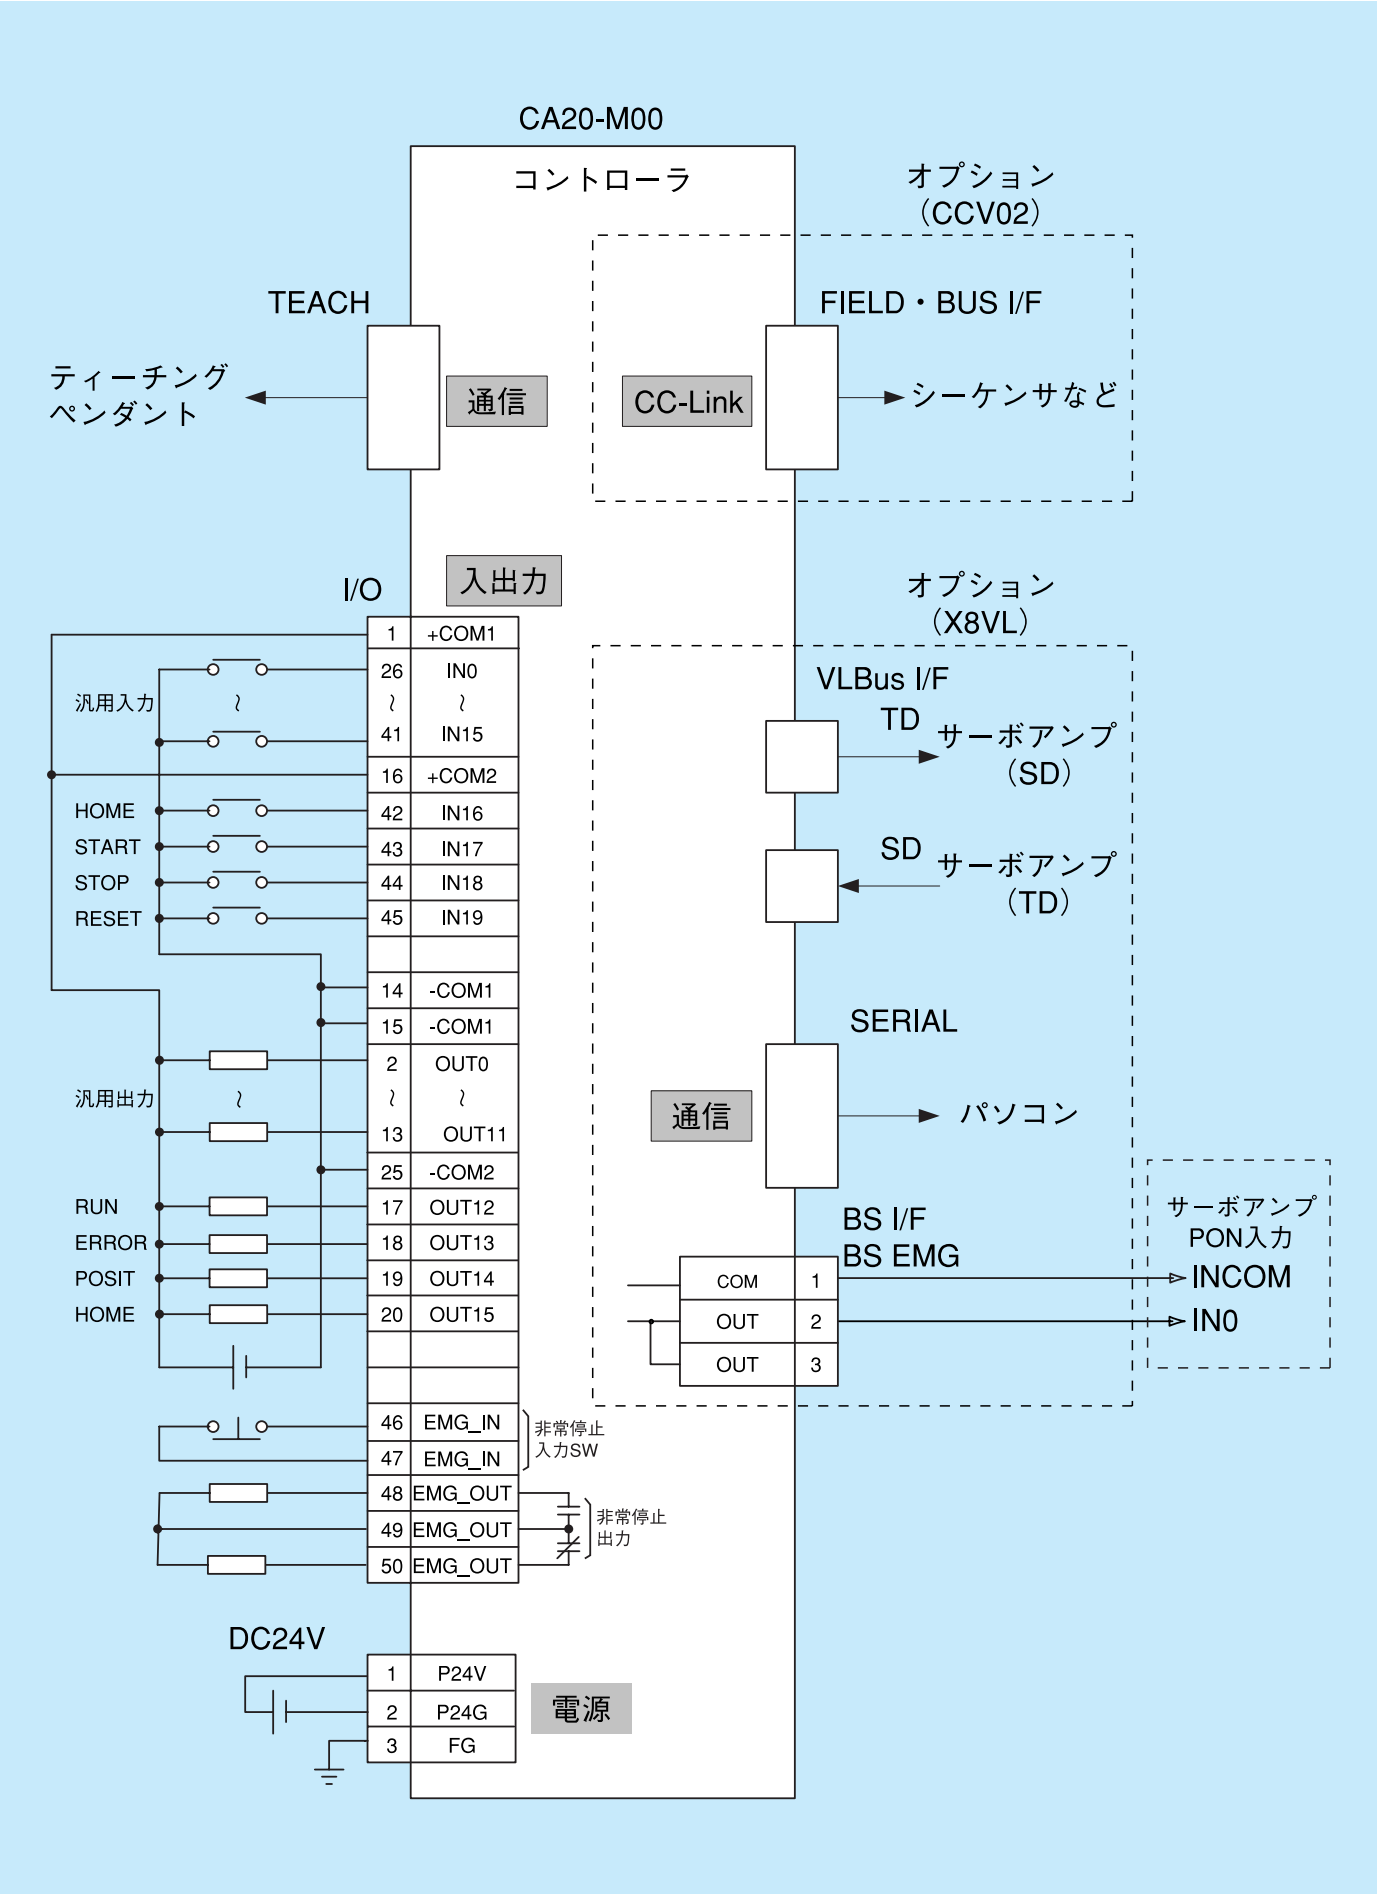 CA20-M00
コントローラ
オプション
（CCV02）
TEACH
FIELD・BUS I/F
ティーチング
ペンダント
通信
CC-Link
シーケンサなど
入出力
I/O
1 +COM1
26 IN0
汎用入力 ~ ~ ~
41 IN15
16 +COM2
HOME 42 IN16
START 43 IN17
STOP 44 IN18
RESET 45 IN19
14 -COM1
15 -COM1
2 OUT0
汎用出力 ~ ~ ~
13 OUT11
25 -COM2
RUN 17 OUT12
ERROR 18 OUT13
POSIT 19 OUT14
HOME 20 OUT15
46 EMG_IN
47 EMG_IN
非常停止
入力SW
48 EMG_OUT
49 EMG_OUT
50 EMG_OUT
非常停止
出力
オプション
（X8VL）
VLBus I/F
TD
サーボアンプ
（SD）
SD
サーボアンプ
（TD）
SERIAL
通信
パソコン
BS I/F
BS EMG
COM 1
OUT 2
OUT 3
サーボアンプ
PON入力
INCOM
IN0
DC24V
1 P24V
2 P24G
3 FG
電源